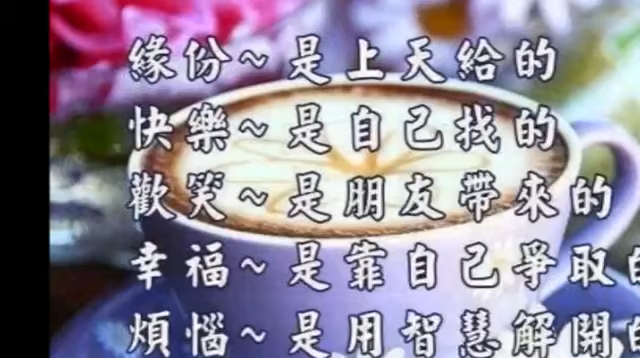 緣份~是上天給的
快樂~是自己找的
歡笑~是朋友帶來的
幸福~是靠自己爭取的
煩惱~是用智慧解開的